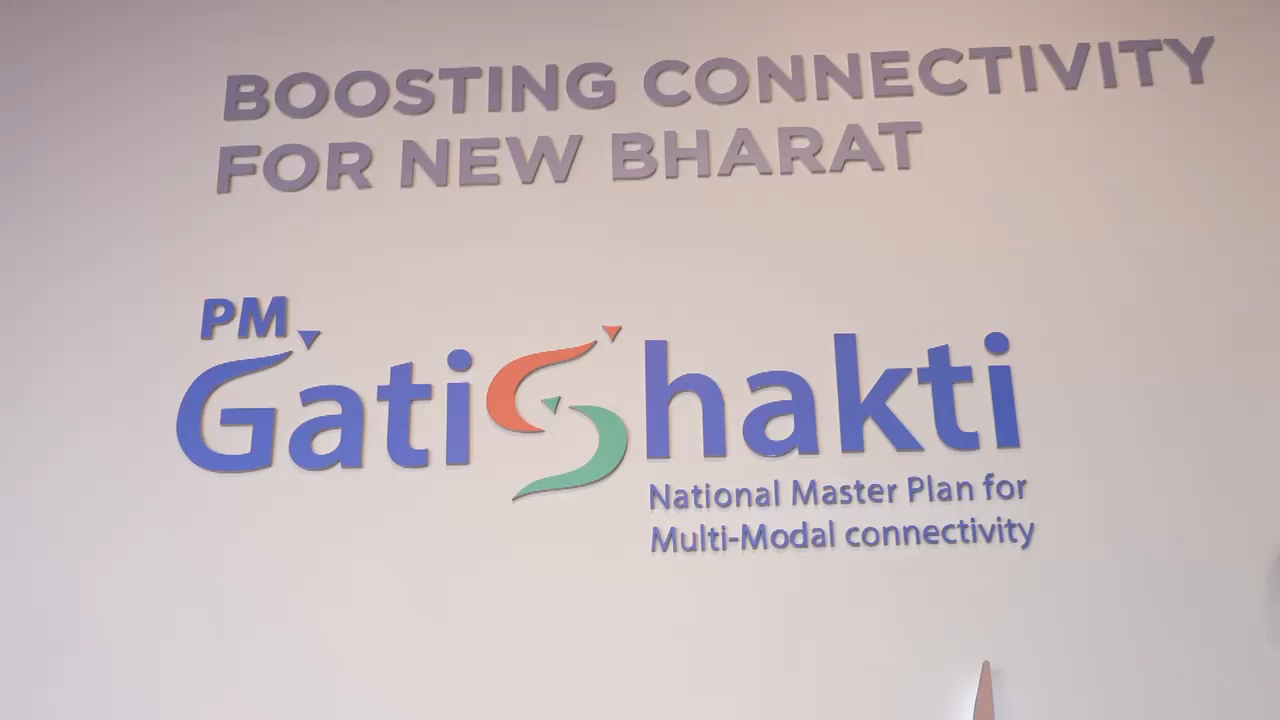 BOOSTING CONNECTIVITY
FOR NEW BHARAT
PM
GatiShakti
National Master Plan for
Multi-Modal connectivity